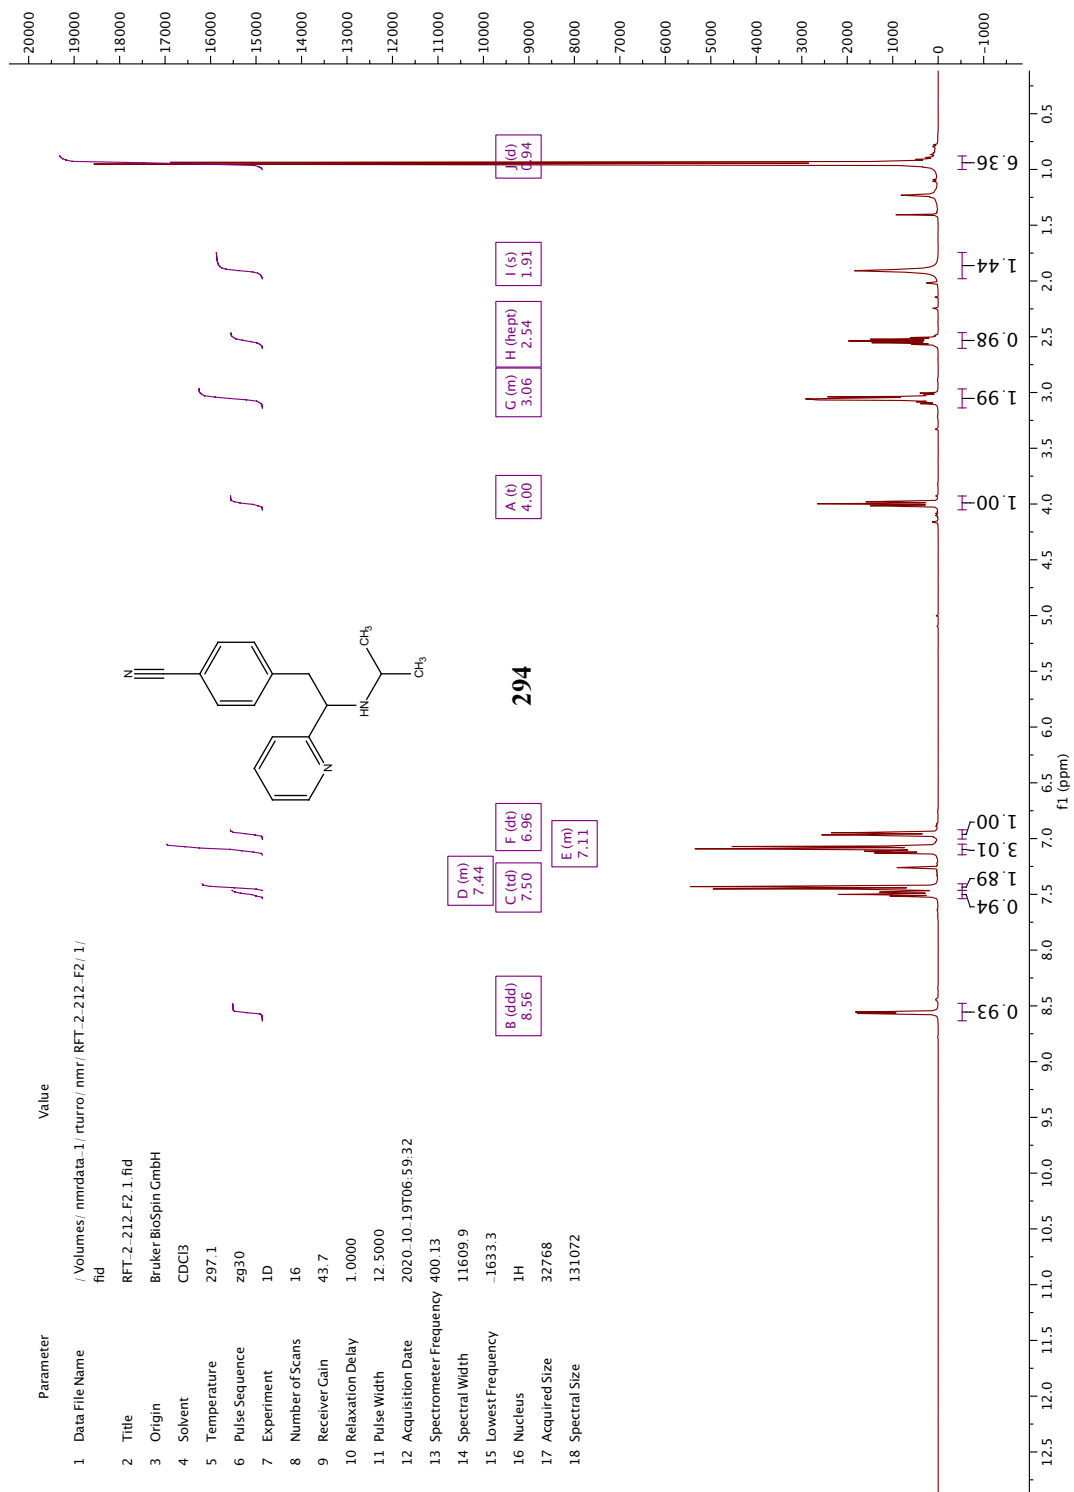 Parameter Value
1 Data File Name / Volumes/ nmrdata-1/ rturro/ nmr/ RFT-2-212-F2/ 1/
fid
2 Title RFT-2-212-F2.1.fid
3 Origin Bruker BioSpin GmbH
4 Solvent CDCl3
5 Temperature 297.1
6 Pulse Sequence zg30
7 Experiment 1D
8 Number of Scans 16
9 Receiver Gain 43.7
10 Relaxation Delay 1.0000
11 Pulse Width 12.5000
12 Acquisition Date 2020-10-19T06:59:32
13 Spectrometer Frequency 400.13
14 Spectral Width 11609.9
15 Lowest Frequency -1633.3
16 Nucleus 1H
17 Acquired Size 32768
18 Spectral Size 131072
N
N
HN
CH3
CH3
294
B (ddd)
8.56
D (m)
7.44
C (td)
7.50
F (dt)
6.96
E (m)
7.11
A (t)
4.00
G (m)
3.06
H (hept)
2.54
I (s)
1.91
J (d)
0.94
0.93
0.94
1.89
3.01
1.00
1.00
1.99
0.98
1.44
6.36
12.5 12.0 11.5 11.0 10.5 10.0 9.5 9.0 8.5 8.0 7.5 7.0 6.5 6.0 5.5 5.0 4.5 4.0 3.5 3.0 2.5 2.0 1.5 1.0 0.5
f1 (ppm)
20000
19000
18000
17000
16000
15000
14000
13000
12000
11000
10000
9000
8000
7000
6000
5000
4000
3000
2000
1000
0
-1000